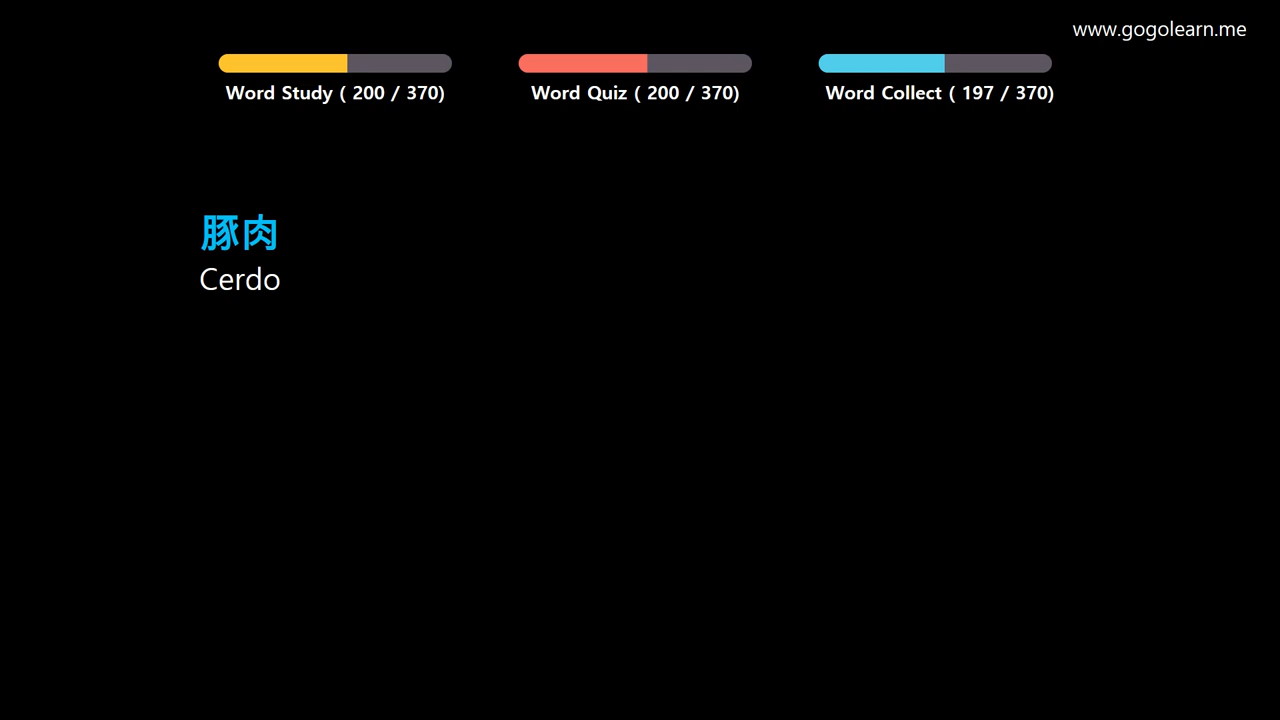 www.gogolearn.me
Word Study ( 200 / 370)
Word Quiz ( 200 / 370)
Word Collect ( 197 / 370)
豚肉
Cerdo